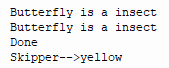 Butterfly is a insect
Butterfly is a insect
Done
Skipper-->yellow